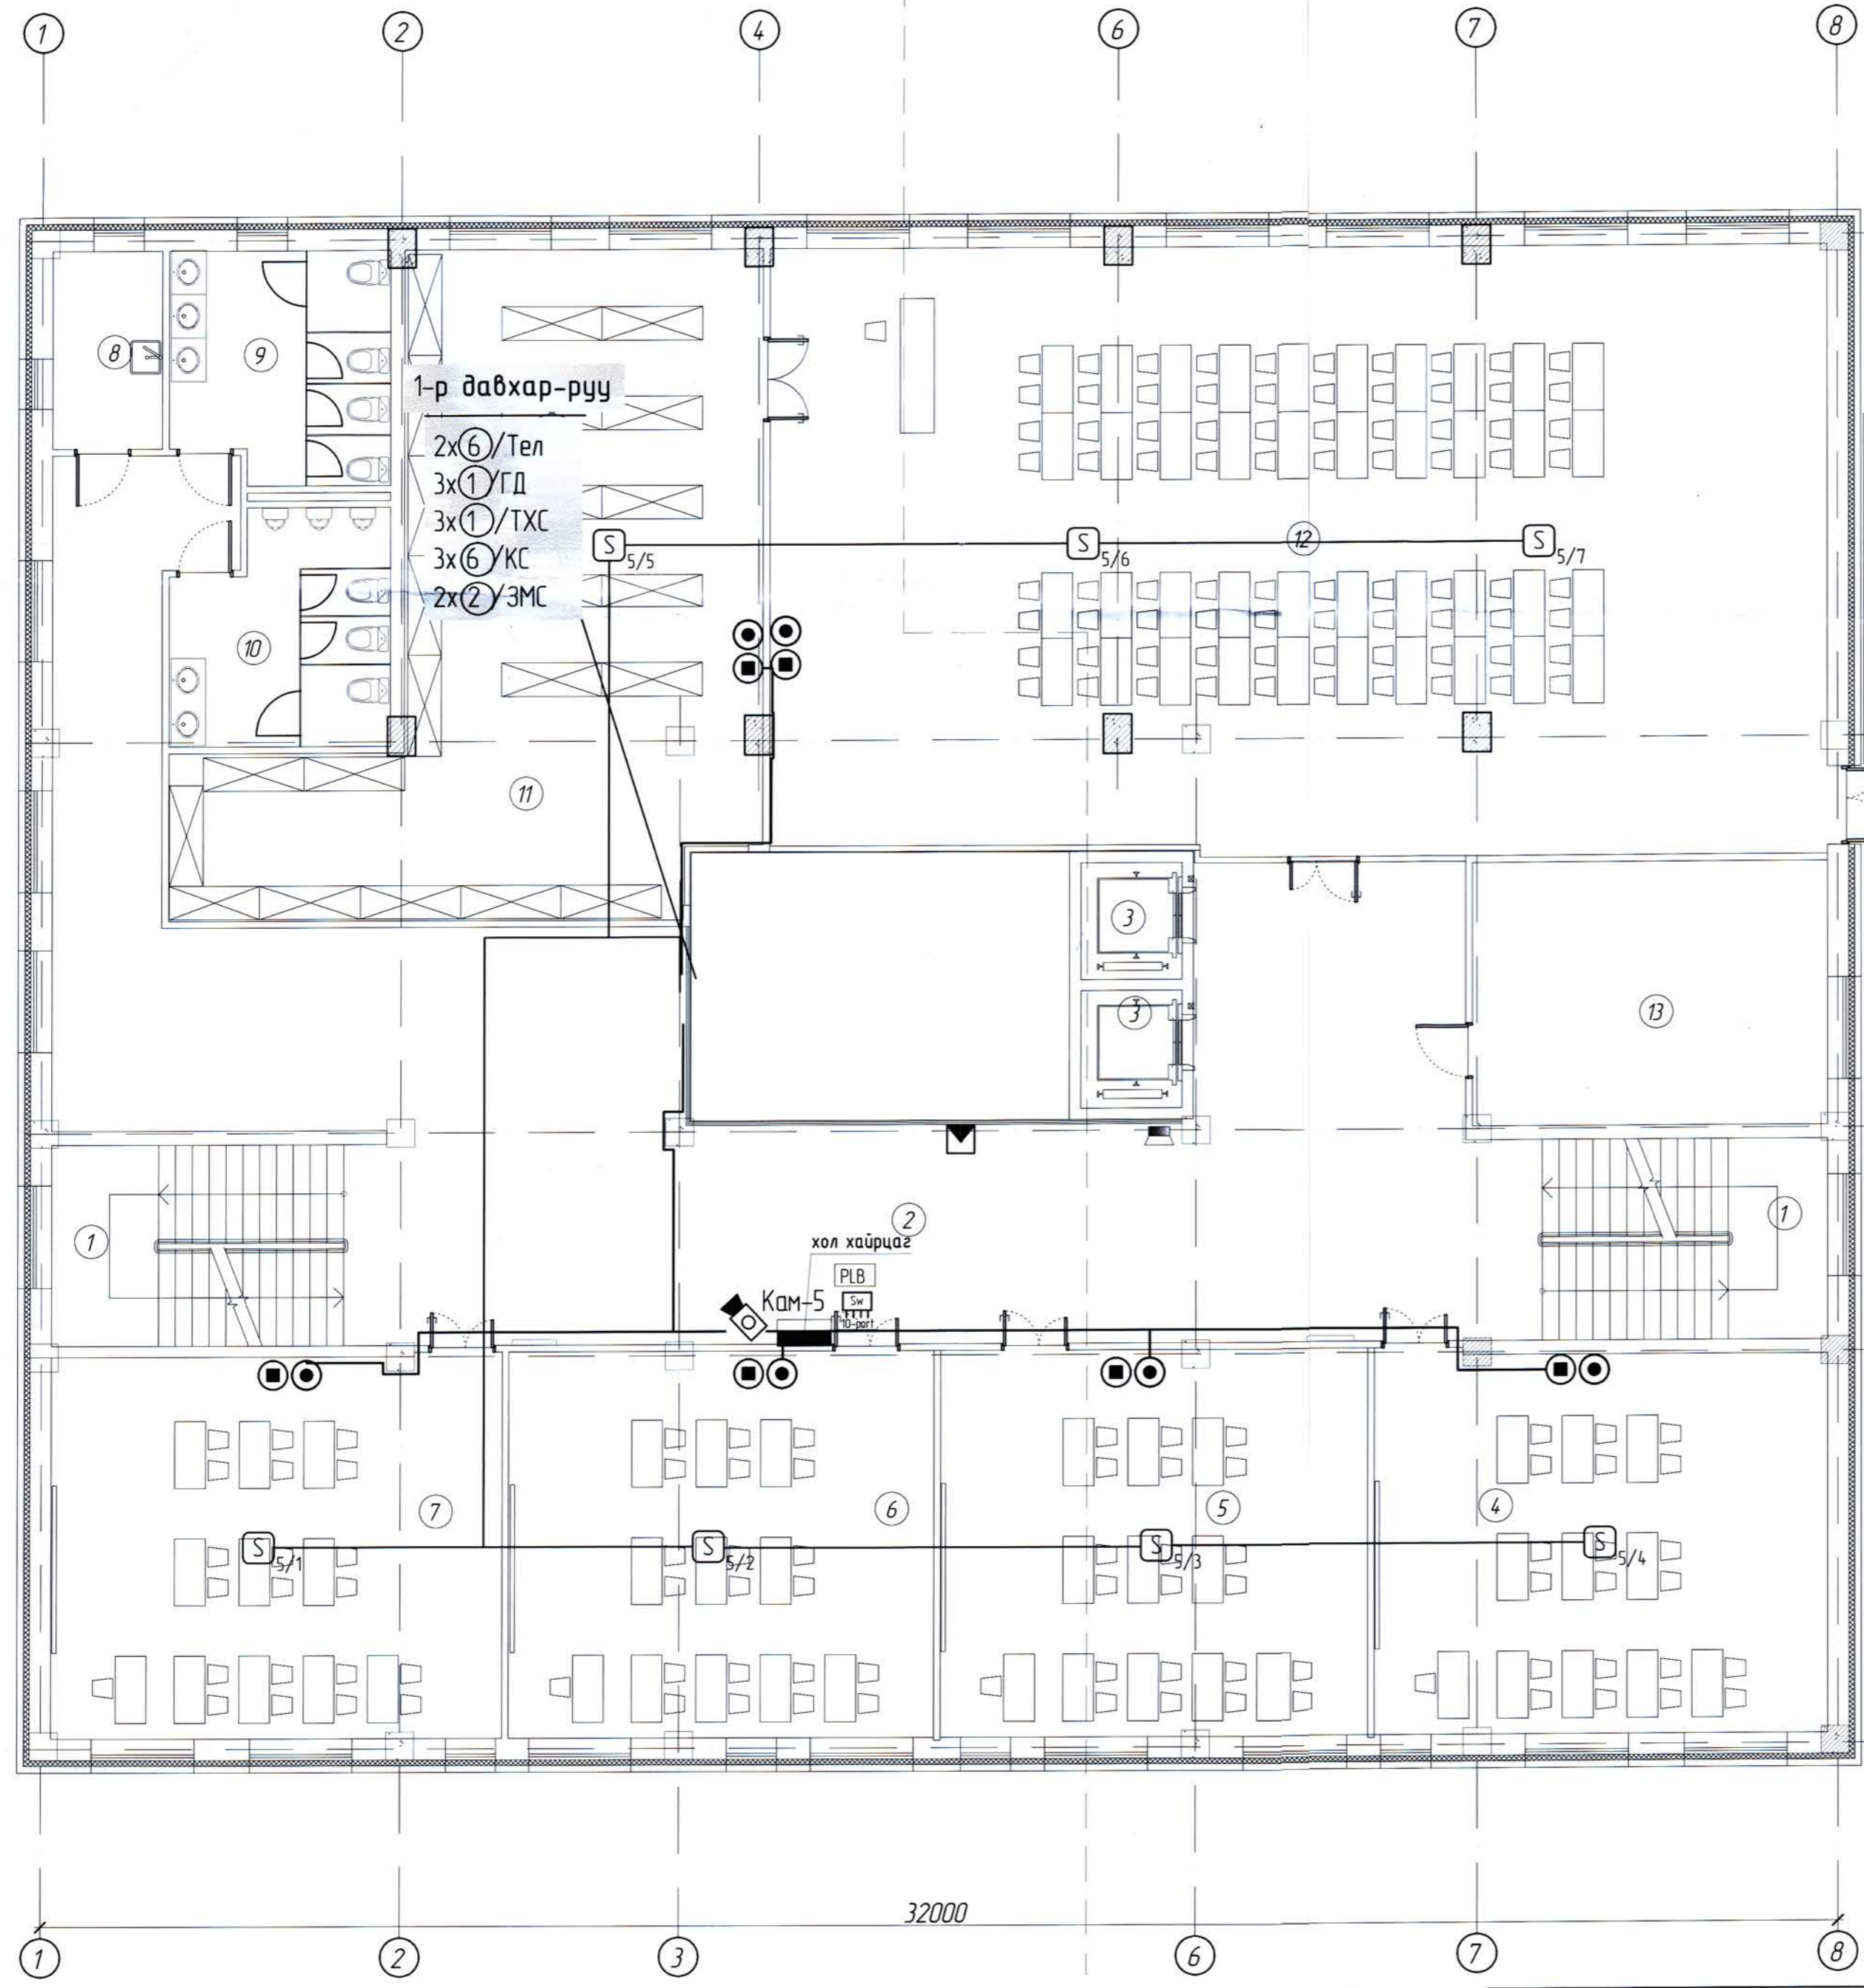 1
2
4
6
7
8
8
9
1-р давхар-руу
2x⑥/Тел
3x①/ГД
3x①/ТХС
3x⑥/КС
2x②/ЗМС
S
5/5
S
5/6
12
S
5/7
10
11
3
3
13
1
2
1
хол хайрцаг
PLB
Кам-5
Sw
10-port
7
6
5
4
S
5/1
S
5/2
S
5/3
S
5/4
32000
1
2
3
6
7
8